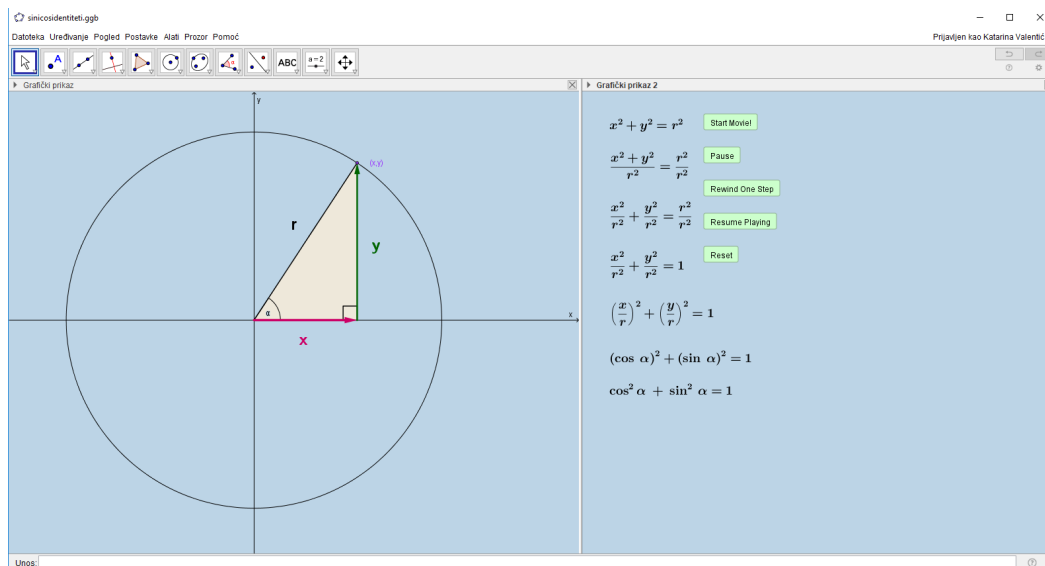 sinicosidentiteti.ggb
Datoteka Uređivanje Pogled Postavke Alati Prozor Pomoć
Prijavljen kao Katarina Valentić
A
α
ABC
a = 2
Grafički prikaz
Grafički prikaz 2
y
(x,y)
r
y
α
x
x
x² + y² = r²
Start Movie!
(x² + y²)/r² = r²/r²
Pause
Rewind One Step
x²/r² + y²/r² = r²/r²
Resume Playing
x²/r² + y²/r² = 1
Reset
(x/r)² + (y/r)² = 1
(cos α)² + (sin α)² = 1
cos² α + sin² α = 1
Unos: